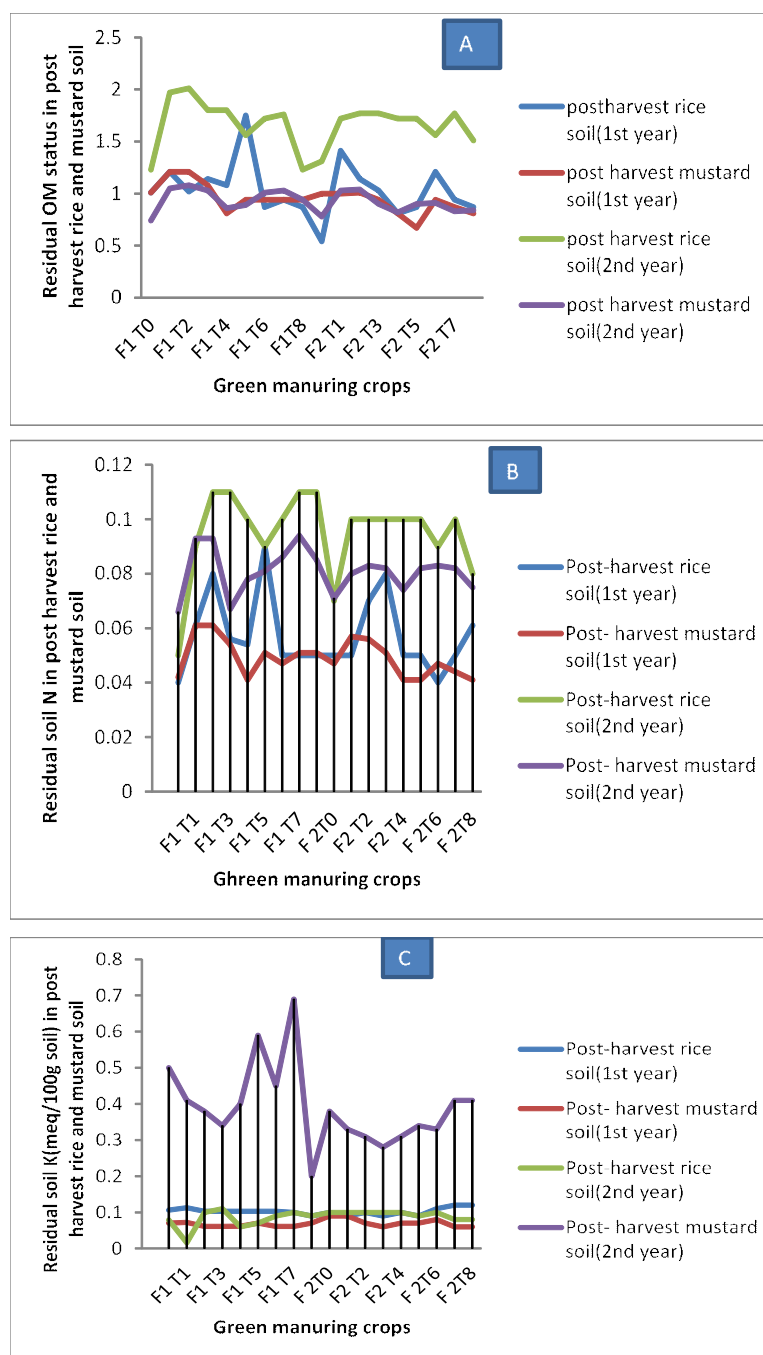 A
2.5
2
1.5
1
0.5
0
Residual OM status in post
harvest rice and mustard
soil
F1 T0
F1 T2
F1 T4
F1 T6
F1T8
F2 T1
F2 T3
F2 T5
F2 T7
Green manuring crops
postharvest rice
soil(1st year)
post harvest mustard
soil(1st year)
post harvest rice
soil(2nd year)
post harvest mustard
soil(2nd year)
B
0.12
0.1
0.08
0.06
0.04
0.02
0
Residual soil N in post harvest rice and
mustard soil
F1 T1
F1 T3
F1 T5
F1 T7
F 2T0
F2 T2
F2 T4
F 2T6
F 2T8
Ghreen manuring crops
Post-harvest rice
soil(1st year)
Post- harvest mustard
soil(1st year)
Post-harvest rice
soil(2nd year)
Post- harvest mustard
soil(2nd year)
C
0.8
0.7
0.6
0.5
0.4
0.3
0.2
0.1
0
Residual soil K(meq/100g soil) in post
harvest rice and mustard soil
F1 T1
F1 T3
F1 T5
F1 T7
F 2T0
F2 T2
F2 T4
F 2T6
F 2T8
Green manuring crops
Post-harvest rice
soil(1st year)
Post- harvest mustard
soil(1st year)
Post-harvest rice
soil(2nd year)
Post- harvest mustard
soil(2nd year)